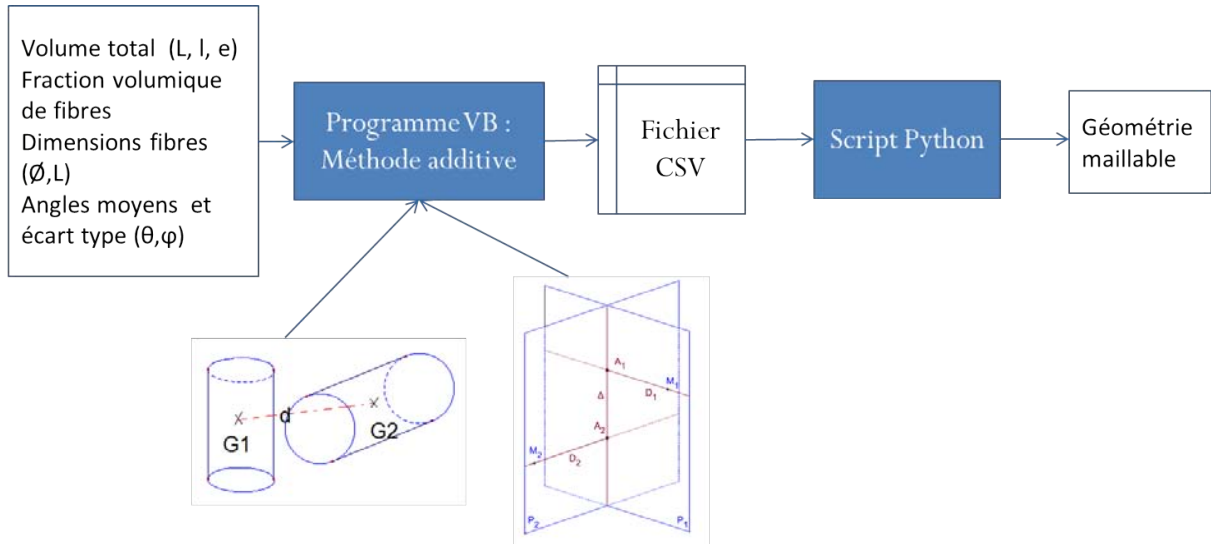 Volume total (L, l, e)
Fraction volumique
de fibres
Dimensions fibres
(Ø,L)
Angles moyens et
écart type (θ,φ)
Programme VB :
Méthode additive
Fichier
CSV
Script Python
Géométrie
maillable
G1
d
G2
A1
M1
D1
Δ
A2
M2
D2
P2
P1